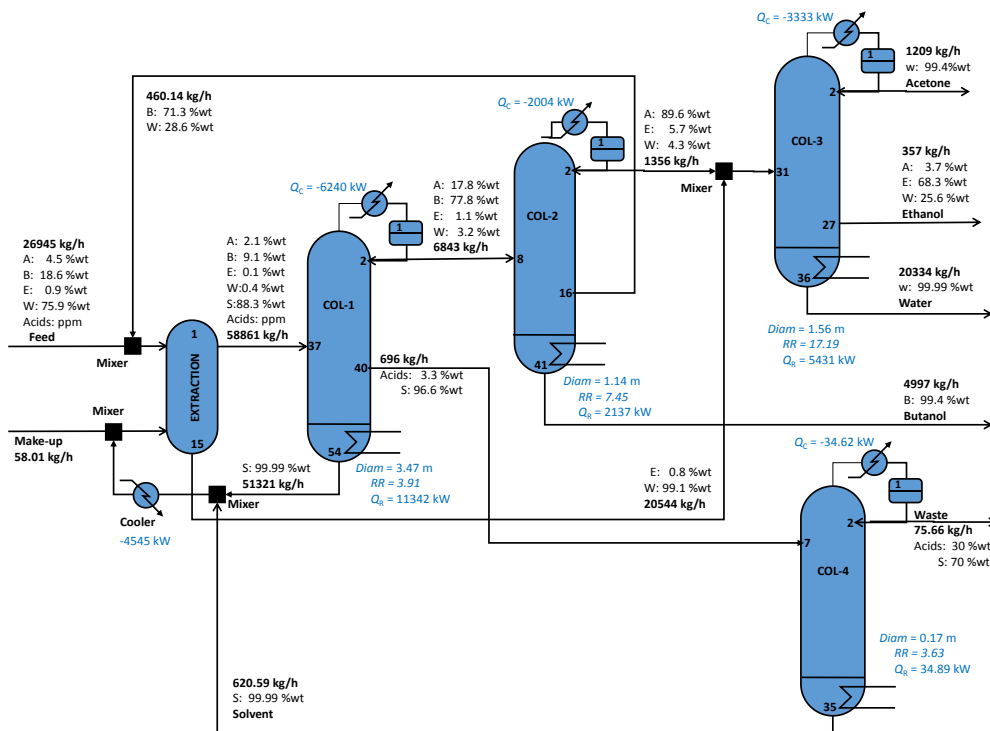 Q_C = -3333 kW
1
1209 kg/h
w: 99.4%wt
Acetone
2
COL-3
31
27
36
357 kg/h
A: 3.7 %wt
E: 68.3 %wt
W: 25.6 %wt
Ethanol
20334 kg/h
w: 99.99 %wt
Water
Diam = 1.56 m
RR = 17.19
Q_R = 5431 kW
460.14 kg/h
B: 71.3 %wt
W: 28.6 %wt
Q_C = -2004 kW
1
2
COL-2
8
16
41
A: 89.6 %wt
E: 5.7 %wt
W: 4.3 %wt
1356 kg/h
Mixer
Diam = 1.14 m
RR = 7.45
Q_R = 2137 kW
4997 kg/h
B: 99.4 %wt
Butanol
Q_C = -6240 kW
1
2
COL-1
37
40
54
A: 17.8 %wt
B: 77.8 %wt
E: 1.1 %wt
W: 3.2 %wt
6843 kg/h
26945 kg/h
A: 4.5 %wt
B: 18.6 %wt
E: 0.9 %wt
W: 75.9 %wt
Acids: ppm
Feed
Mixer
A: 2.1 %wt
B: 9.1 %wt
E: 0.1 %wt
W:0.4 %wt
S:88.3 %wt
Acids: ppm
58861 kg/h
1
EXTRACTION
15
Mixer
Make-up
58.01 kg/h
696 kg/h
Acids: 3.3 %wt
S: 96.6 %wt
Diam = 3.47 m
RR = 3.91
Q_R = 11342 kW
S: 99.99 %wt
51321 kg/h
Mixer
Cooler
-4545 kW
E: 0.8 %wt
W: 99.1 %wt
20544 kg/h
Q_C = -34.62 kW
1
2
7
COL-4
35
Waste
75.66 kg/h
Acids: 30 %wt
S: 70 %wt
Diam = 0.17 m
RR = 3.63
Q_R = 34.89 kW
620.59 kg/h
S: 99.99 %wt
Solvent